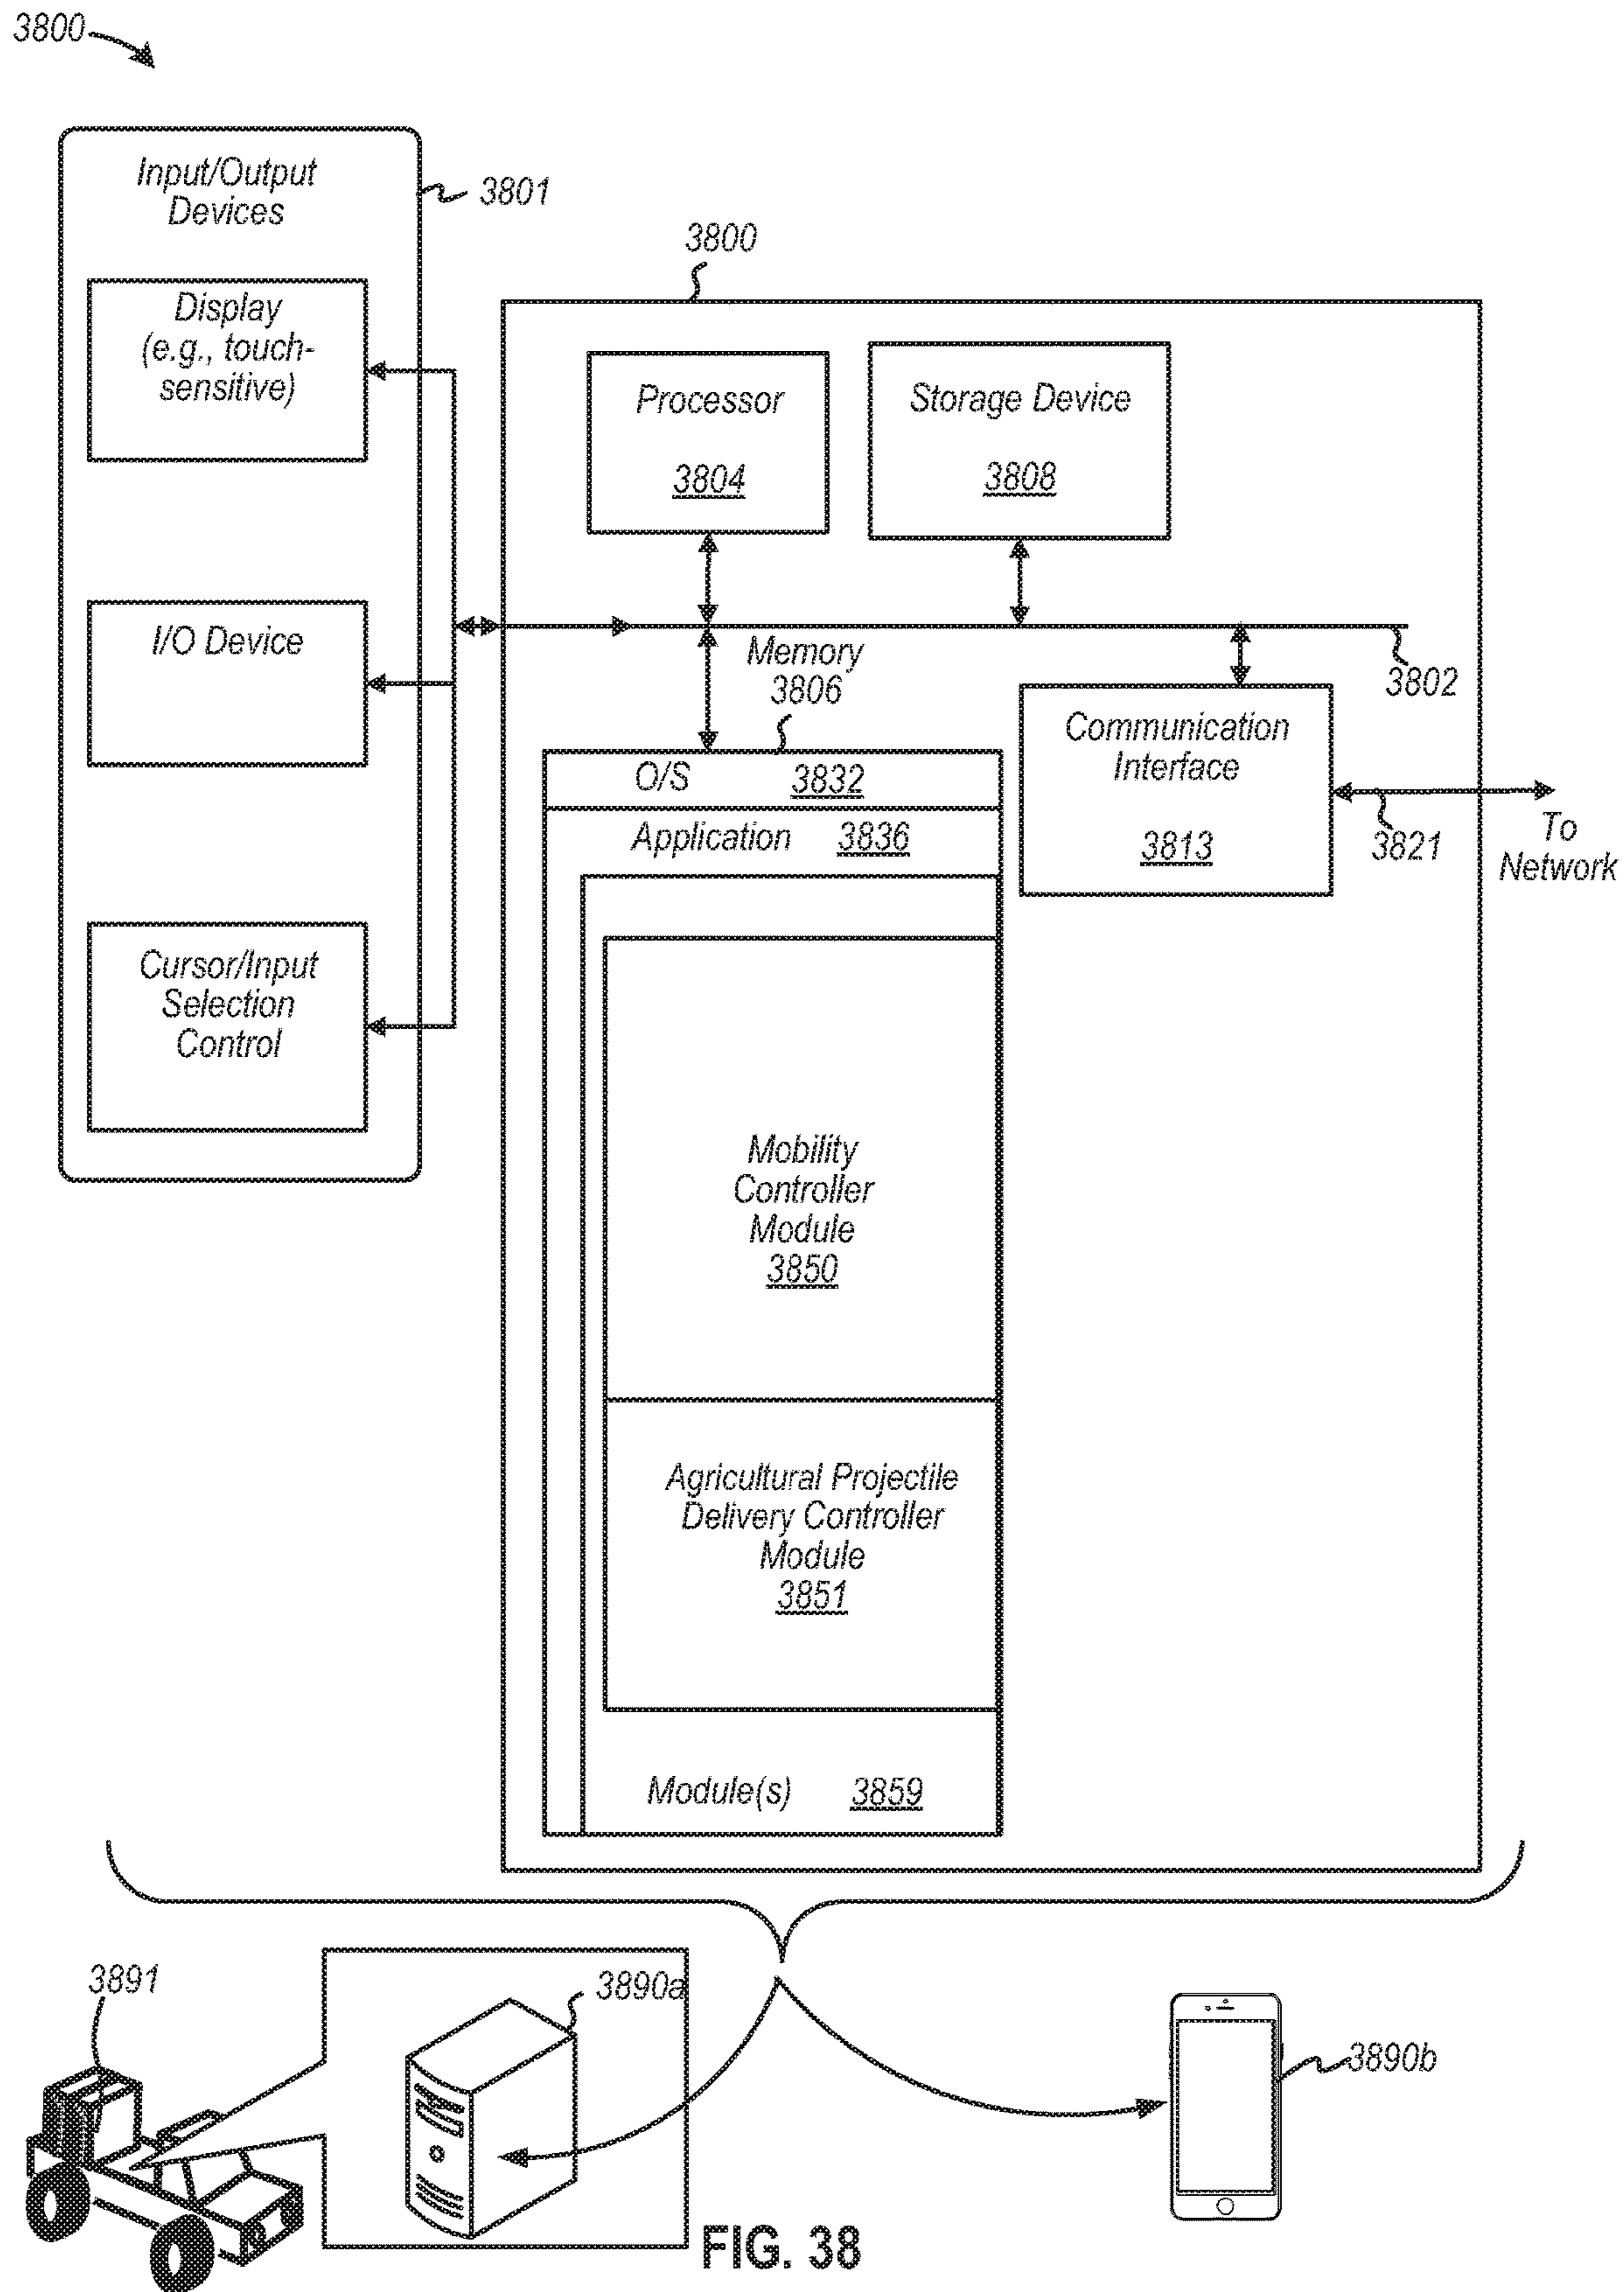 3800
Input/Output
Devices
3801
Display
(e.g., touch-
sensitive)
I/O Device
Cursor/Input
Selection
Control
3800
Processor
3804
Storage Device
3808
3802
Memory
3806
Communication
Interface
3813
3821
To
Network
O/S 3832
Application 3836
Mobility
Controller
Module
3850
Agricultural Projectile
Delivery Controller
Module
3851
Module(s) 3859
3891
3890a
3890b
FIG. 38